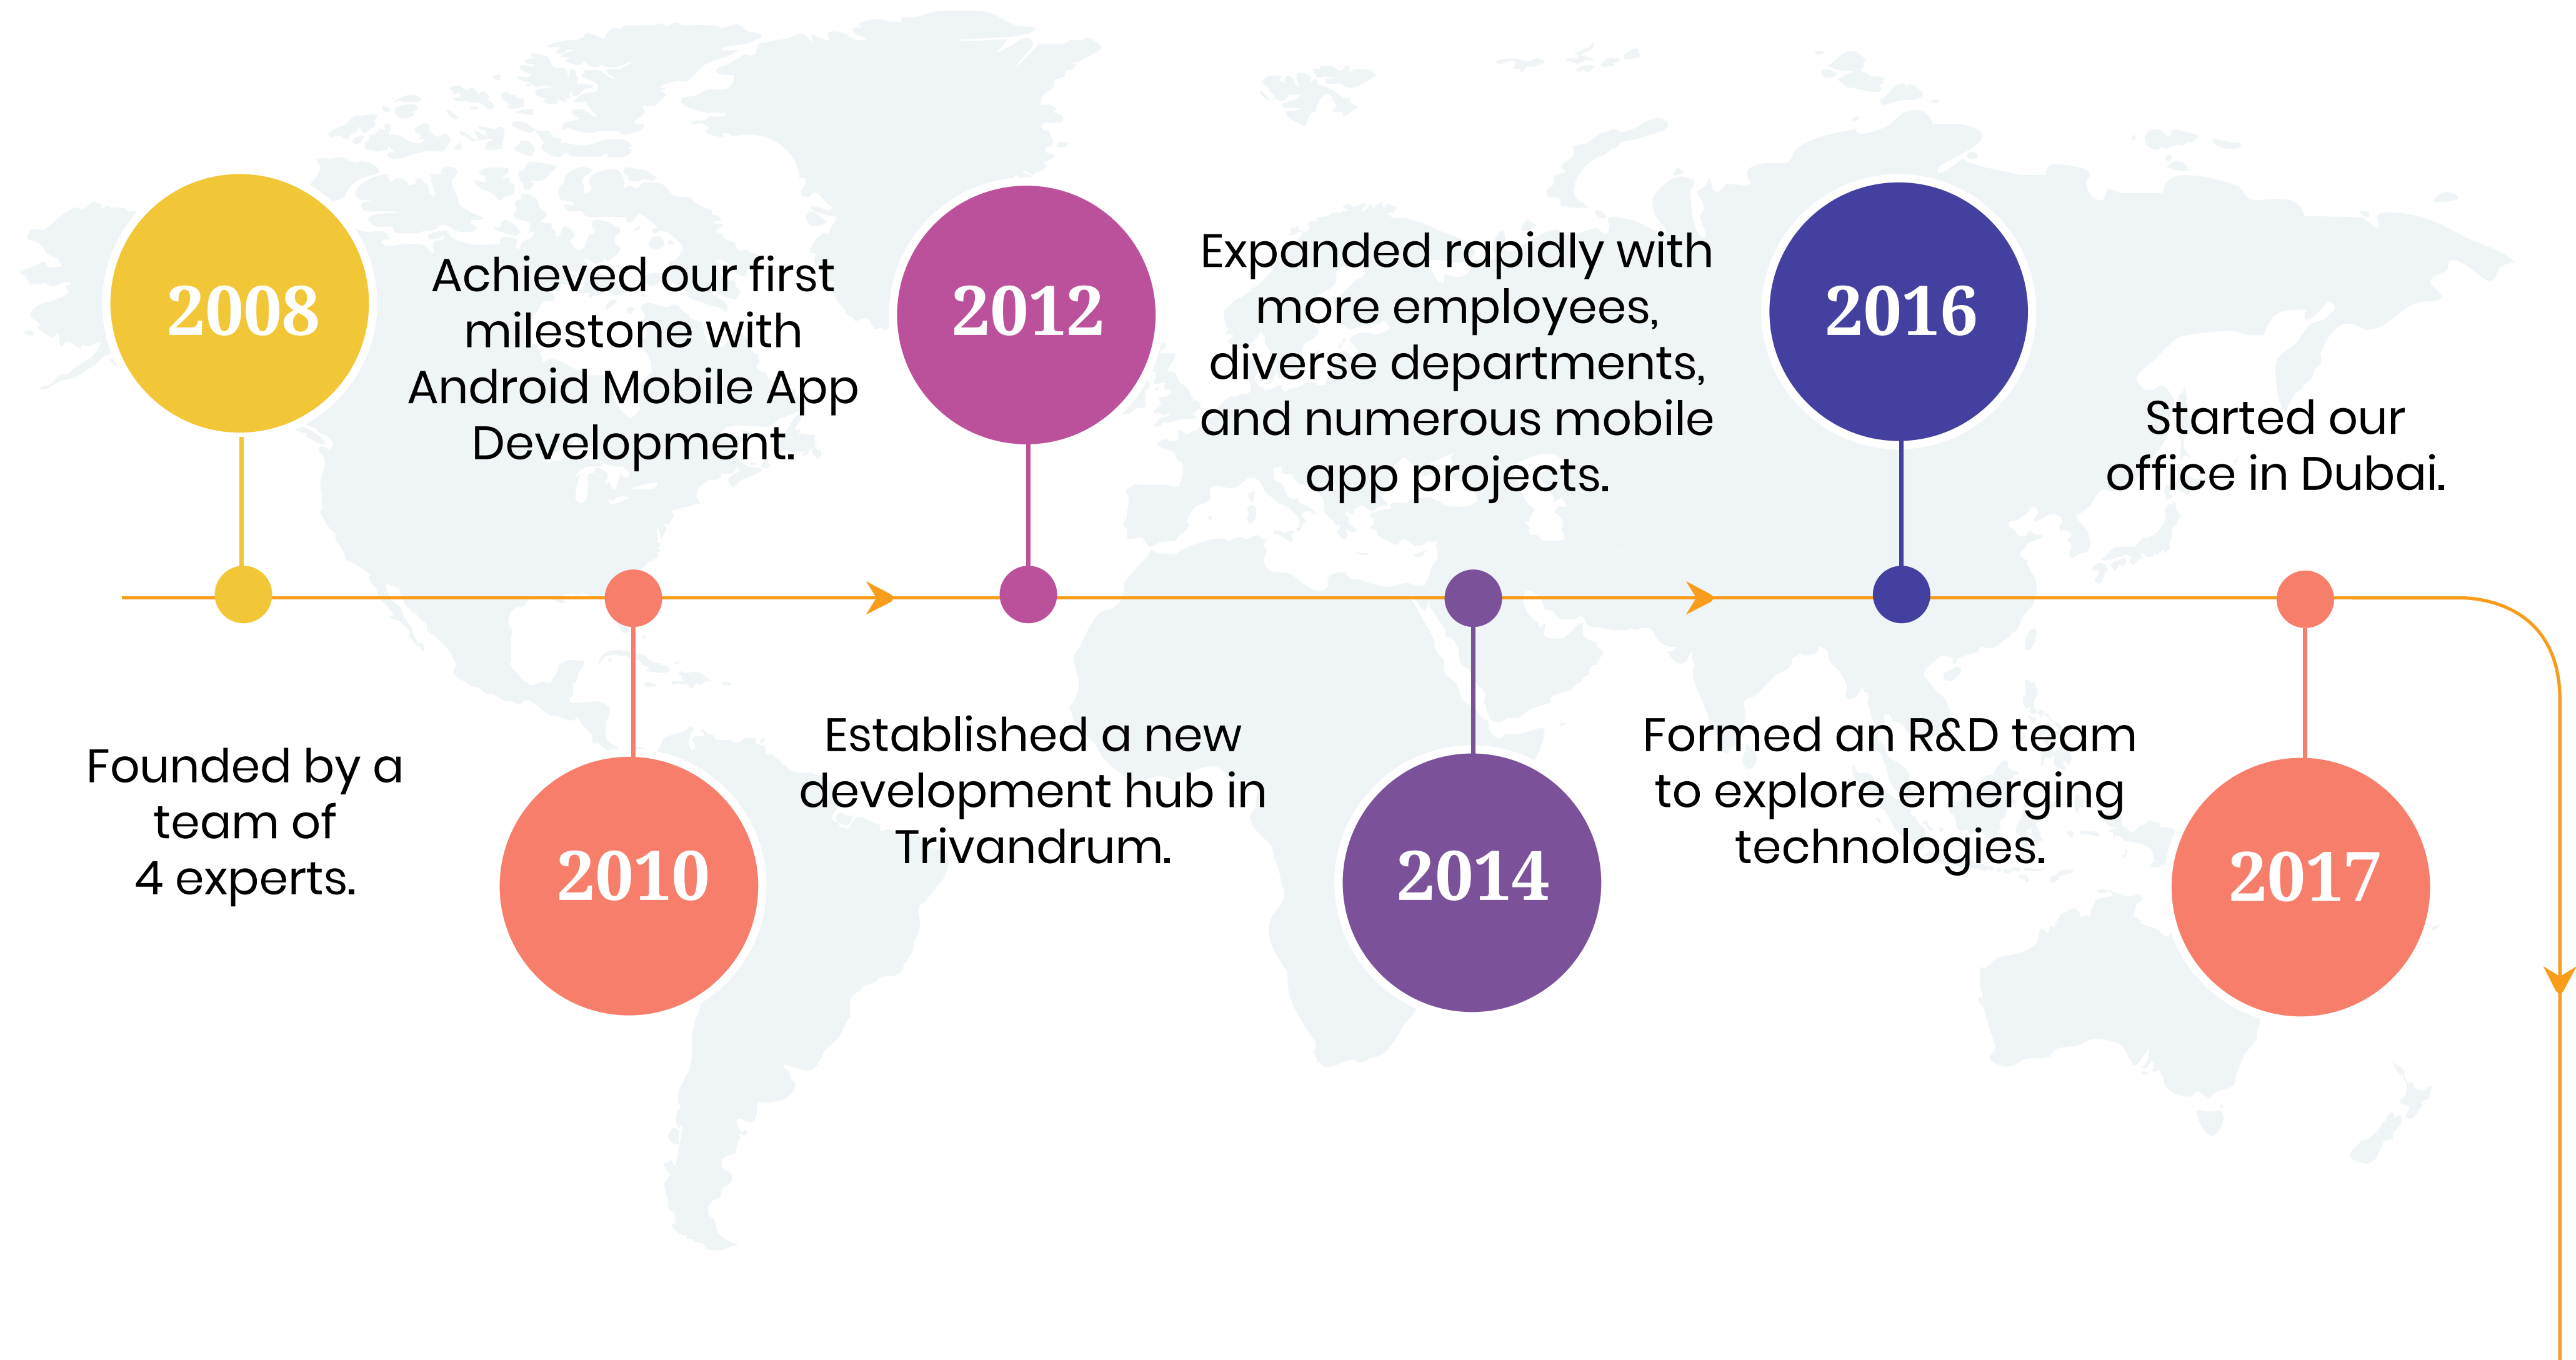 2008
Founded by a
team of
4 experts.
Achieved our first
milestone with
Android Mobile App
Development.
2010
2012
Established a new
development hub in
Trivandrum.
Expanded rapidly with
more employees,
diverse departments,
and numerous mobile
app projects.
2014
2016
Formed an R&D team
to explore emerging
technologies.
Started our
office in Dubai.
2017